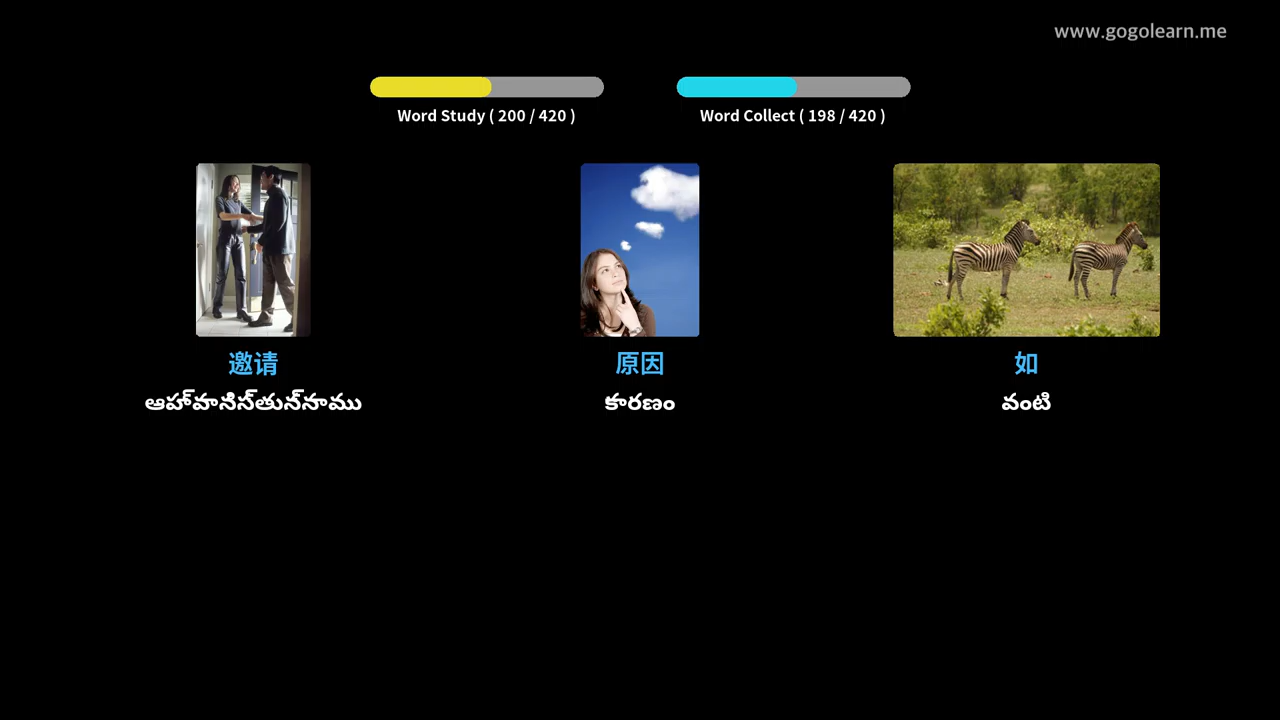 www.gogolearn.me
Word Study ( 200 / 420 )
Word Collect ( 198 / 420 )
邀请
原因
如
ఆహ్‌వానిస్‌తున్‌నాము
కారణం
వంటి